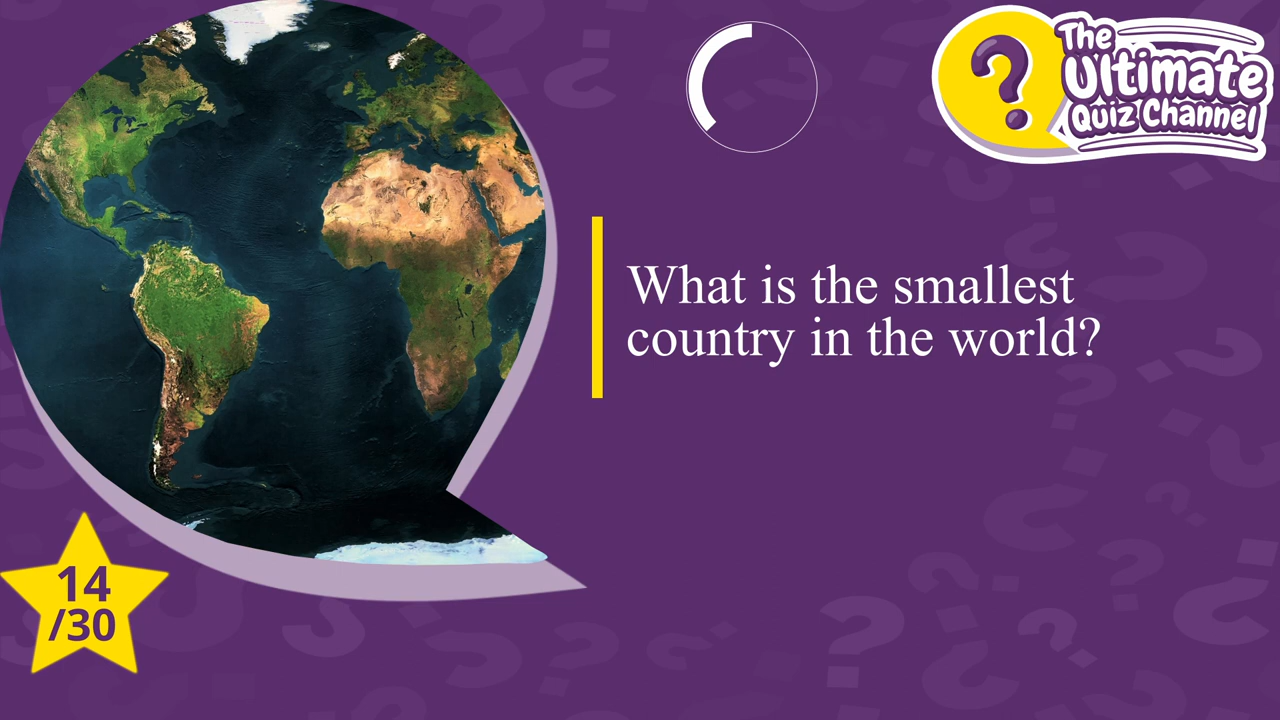 The
Ultimate
Quiz Channel
What is the smallest
country in the world?
14
/30